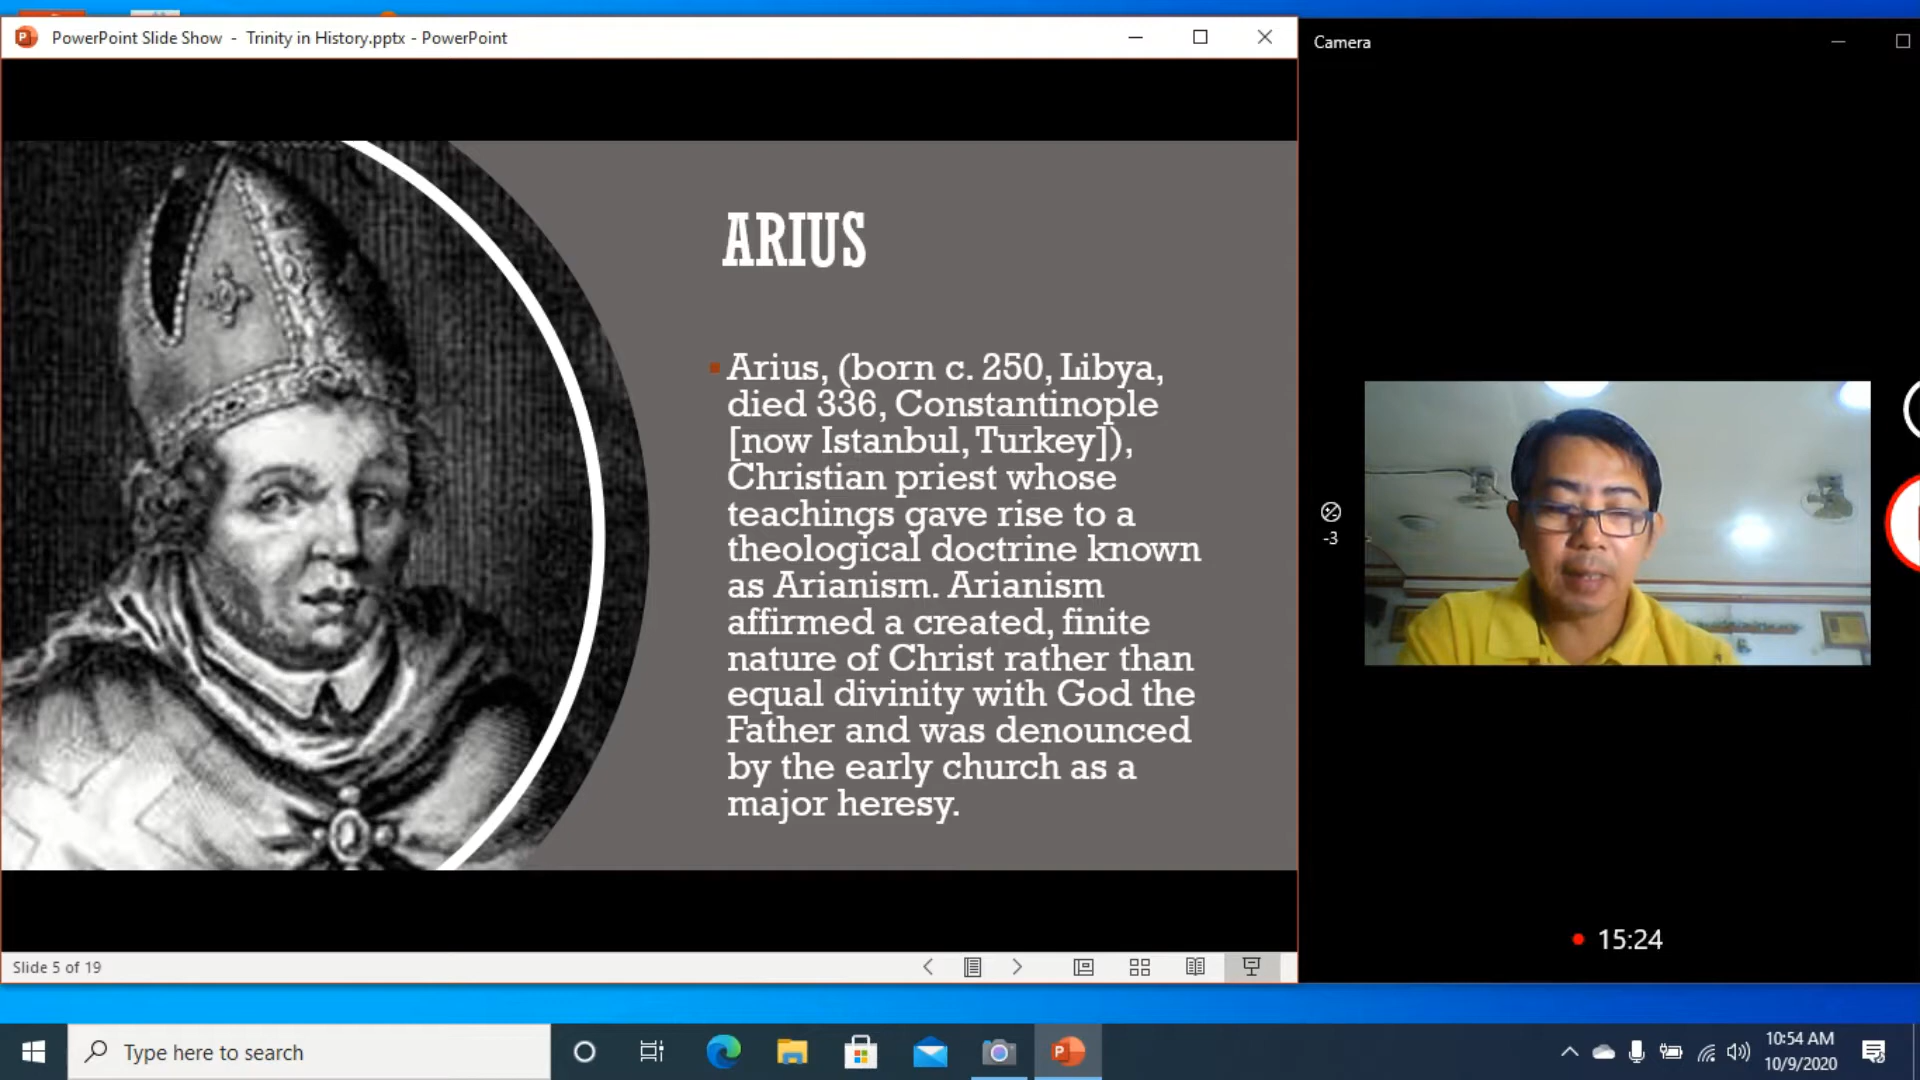 PowerPoint Slide Show - Trinity in History.pptx - PowerPoint
Camera
ARIUS
Arius, (born c. 250, Libya,
died 336, Constantinople
[now Istanbul, Turkey]),
Christian priest whose
teachings gave rise to a
theological doctrine known
as Arianism. Arianism
affirmed a created, finite
nature of Christ rather than
equal divinity with God the
Father and was denounced
by the early church as a
major heresy.
-3
15:24
Slide 5 of 19
Type here to search
10:54 AM
10/9/2020